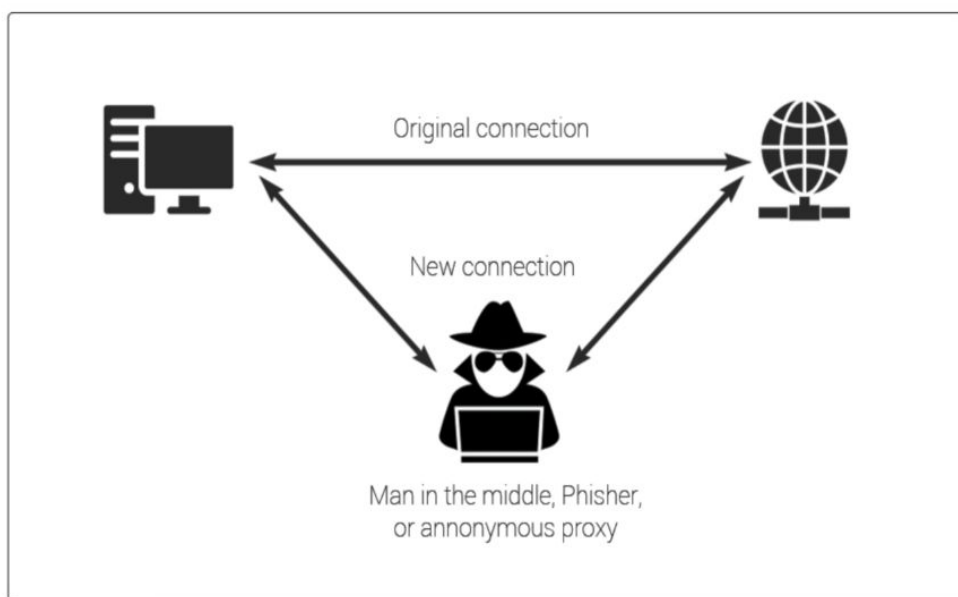 Original connection
New connection
Man in the middle, Phisher,
or annonymous proxy